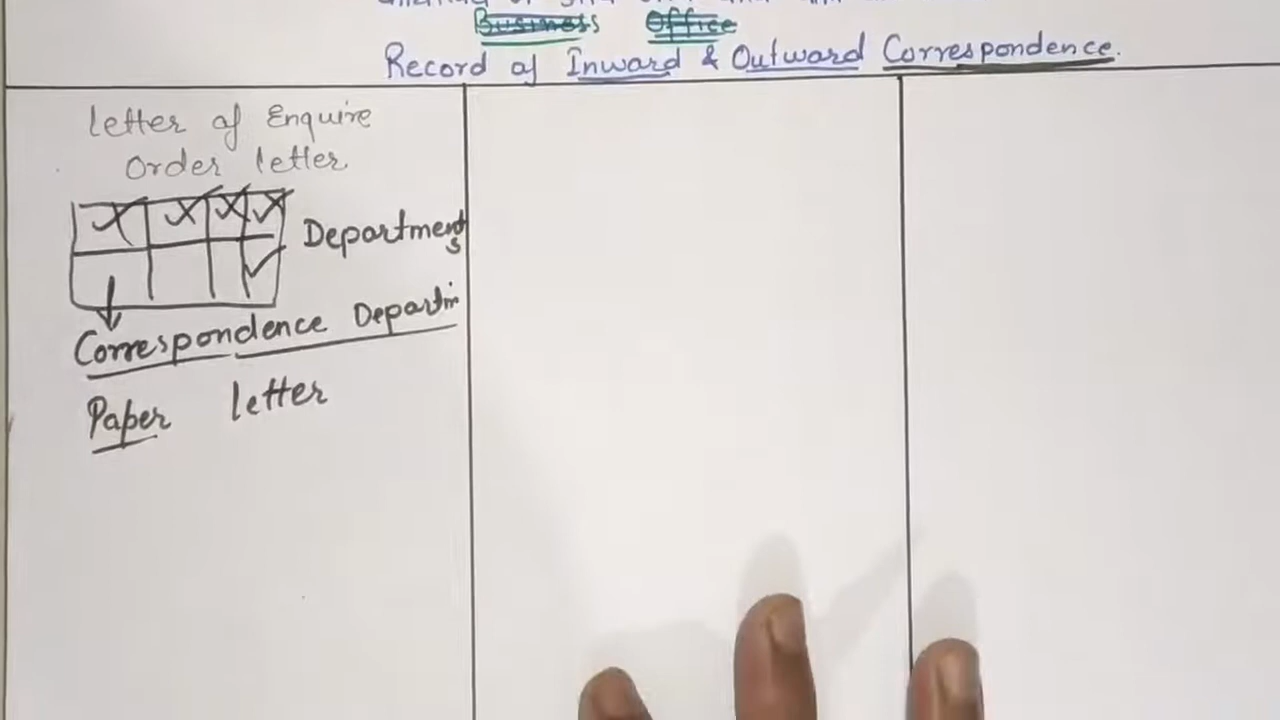 Business Office
Record of Inward & Outward Correspondence.
Letter of Enquire
Order letter
Departments
Correspondence Departm
Paper letter